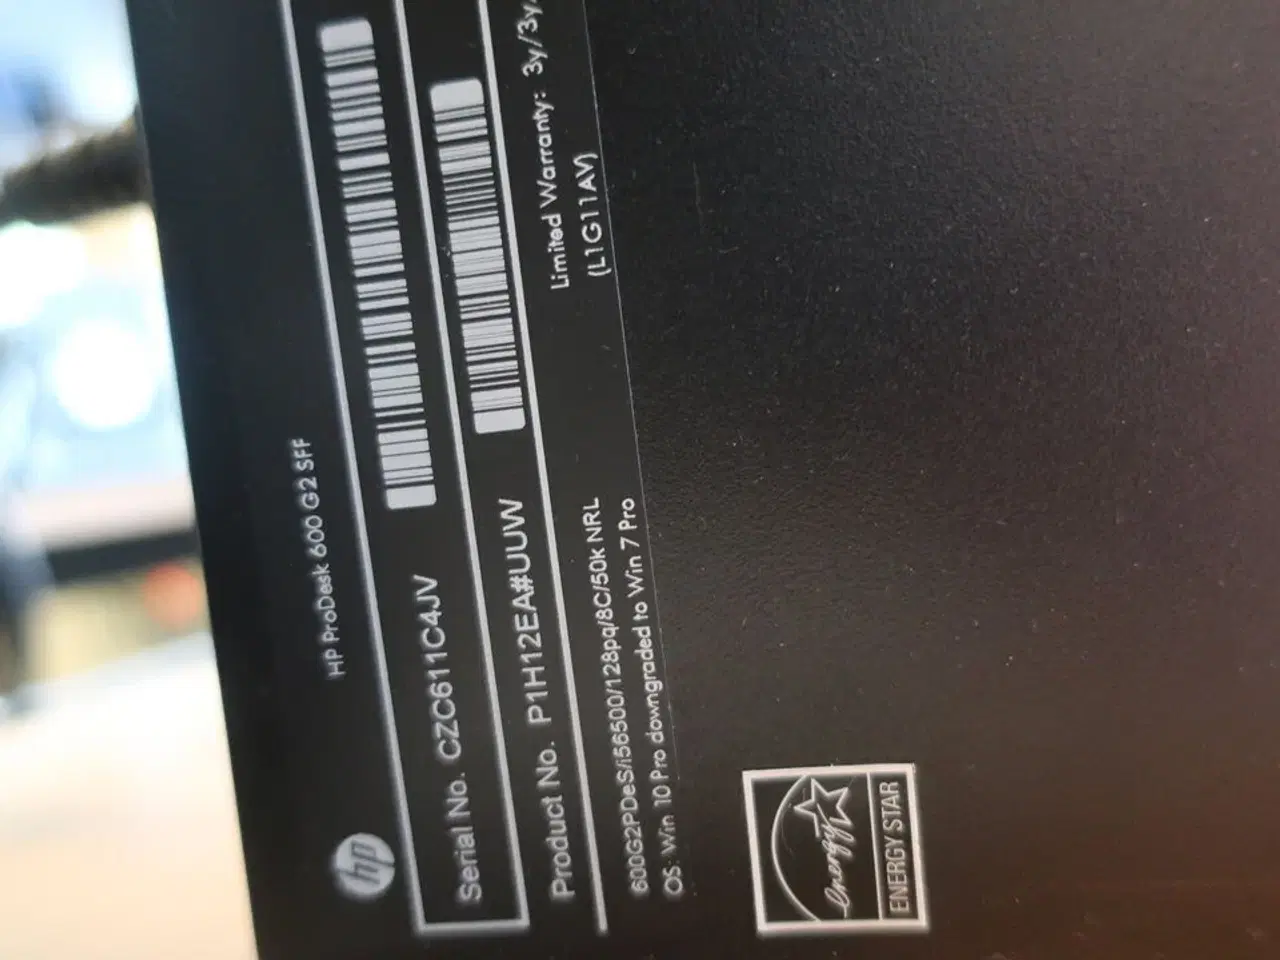 hp
HP ProDesk 600 G2 SFF
Serial No. CZC611C4JV
Product No. P1H12EA#UUW
600G2PDeS/i56500/128pq/8C/50k NRL
OS: Win 10 Pro downgraded to Win 7 Pro
Limited Warranty: 3y/3y
(L1G11AV)
energy
ENERGY STAR